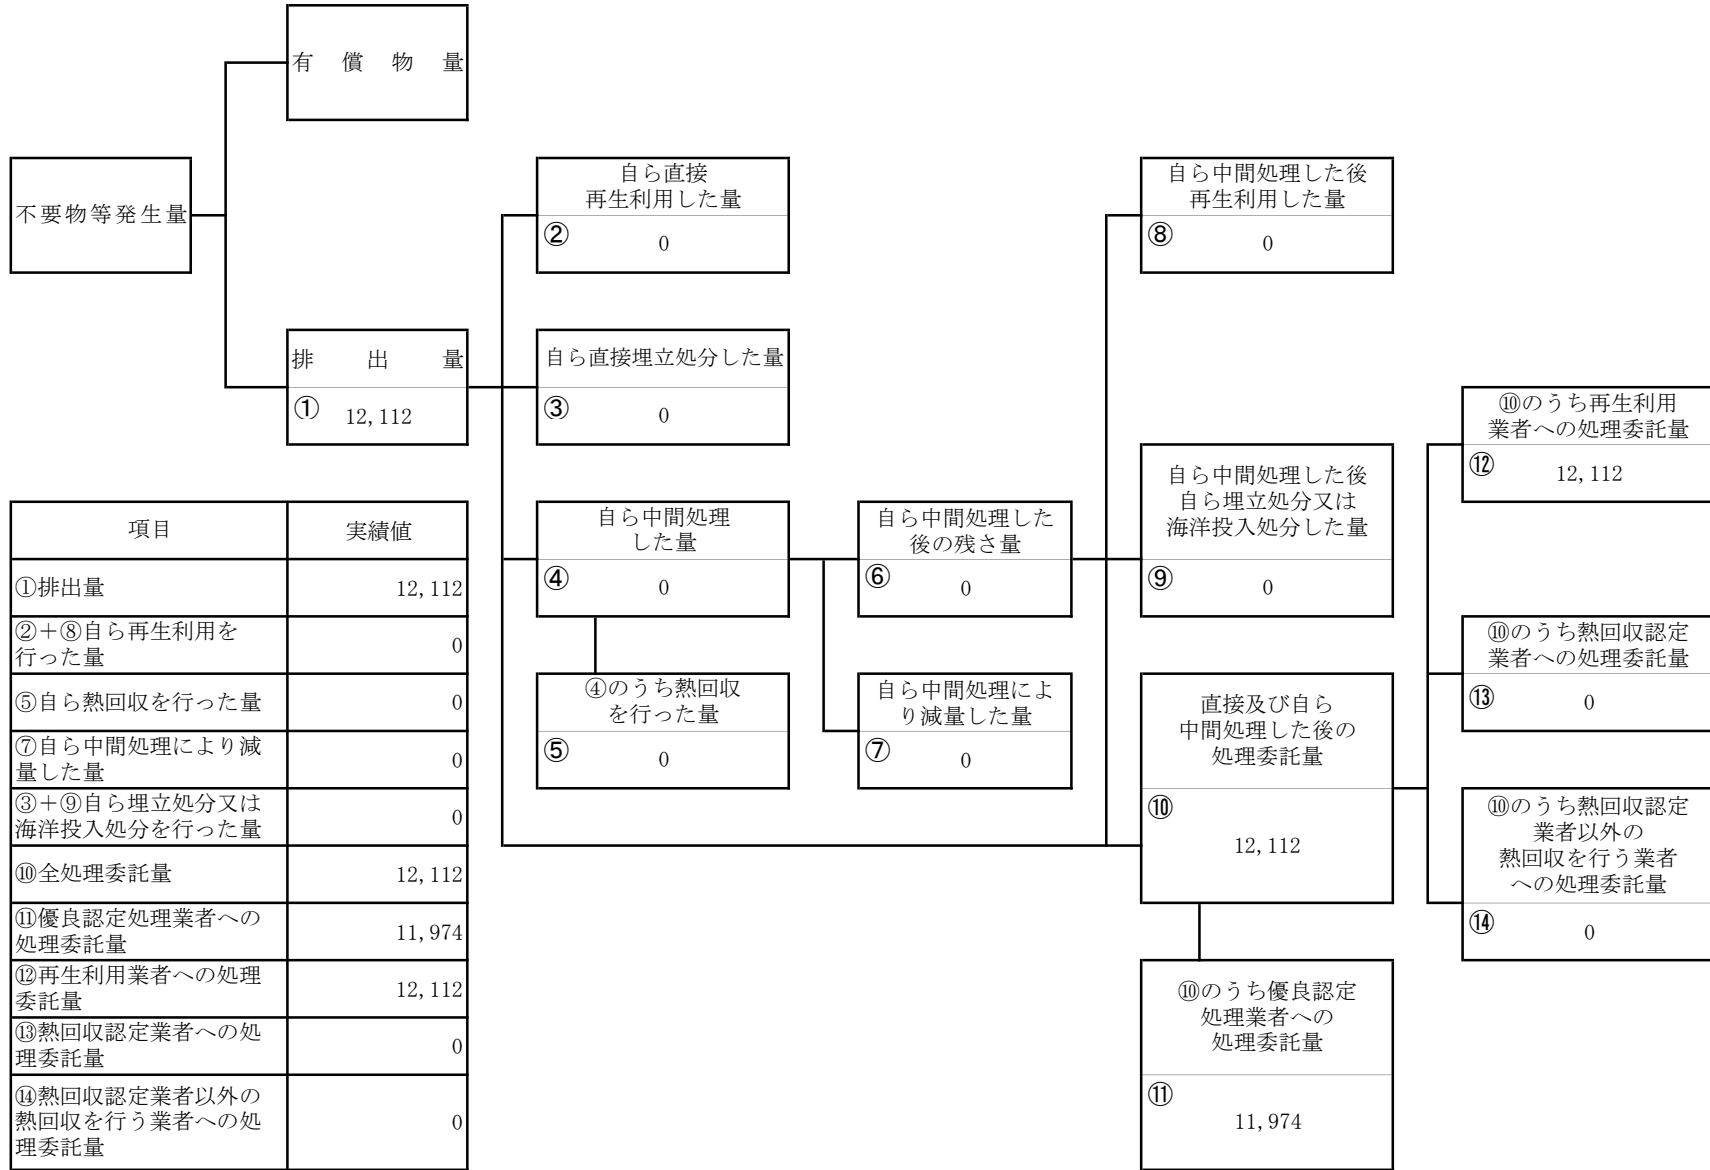 有償物量
不要物等発生量
排出量
① 12,112
自ら直接
再生利用した量
② 0
自ら直接埋立処分した量
③ 0
自ら中間処理
した量
④ 0
④のうち熱回収
を行った量
⑤ 0
自ら中間処理した
後の残さ量
⑥ 0
自ら中間処理によ
り減量した量
⑦ 0
自ら中間処理した後
再生利用した量
⑧ 0
自ら中間処理した後
自ら埋立処分又は
海洋投入処分した量
⑨ 0
直接及び自ら
中間処理した後の
処理委託量
⑩
12,112
⑩のうち優良認定
処理業者への
処理委託量
⑪
11,974
⑩のうち再生利用
業者への処理委託量
⑫ 12,112
⑩のうち熱回収認定
業者への処理委託量
⑬ 0
⑩のうち熱回収認定
業者以外の
熱回収を行う業者
への処理委託量
⑭ 0
項目 実績値
①排出量 12,112
②+⑧自ら再生利用を
行った量 0
⑤自ら熱回収を行った量 0
⑦自ら中間処理により減
量した量 0
③+⑨自ら埋立処分又は
海洋投入処分を行った量 0
⑩全処理委託量 12,112
⑪優良認定処理業者への
処理委託量 11,974
⑫再生利用業者への処理
委託量 12,112
⑬熱回収認定業者への処
理委託量 0
⑭熱回収認定業者以外の
熱回収を行う業者への処
理委託量 0